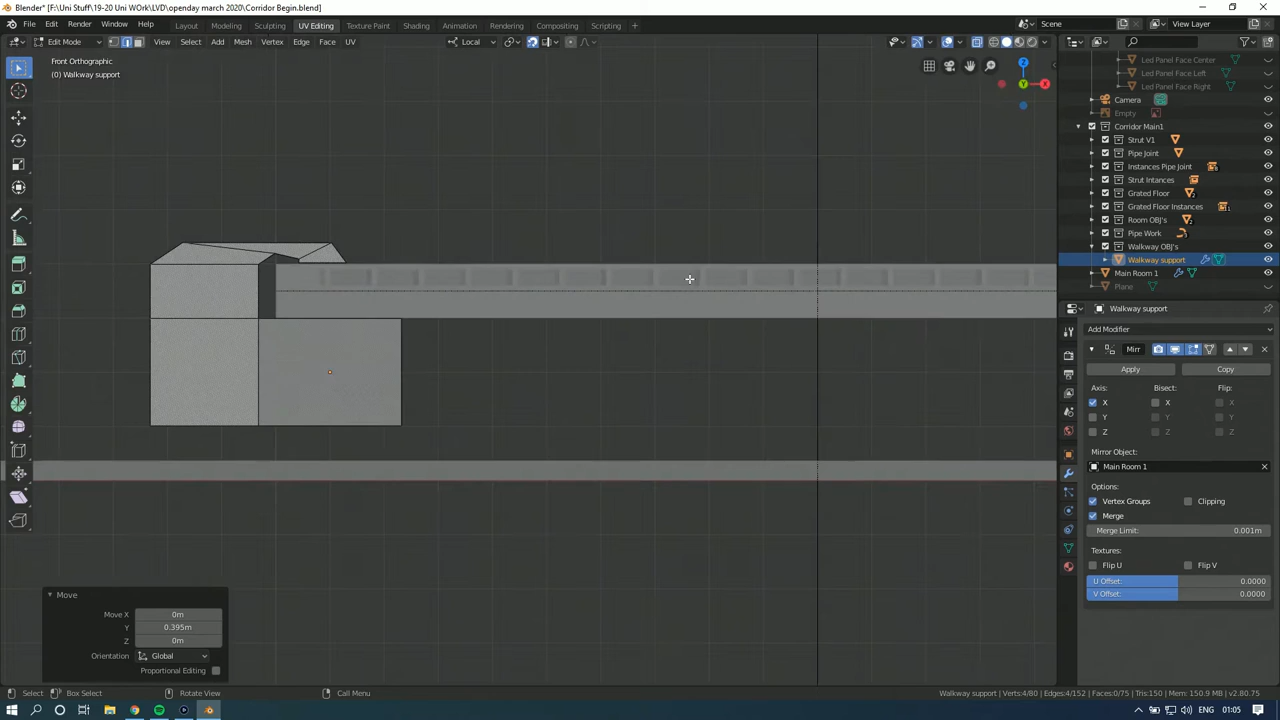 Blender* [F:\Uni Stuff\19-20 Uni WOrk\LVD\openday march 2020\Corridor Begin.blend]
File Edit Render Window Help Layout Modeling Sculpting UV Editing Texture Paint Shading Animation Rendering Compositing Scripting + Scene View Layer
Edit Mode View Select Add Mesh Vertex Edge Face UV Local
Front Orthographic
(0) Walkway support
Z
X
Y
Led Panel Face Center
Led Panel Face Left
Led Panel Face Right
Camera
Empty
Corridor Main1
Strut V1
Pipe Joint
Instances Pipe Joint
Strut Intances
Grated Floor
Grated Floor Instances
Room OBJ's
Pipe Work
Walkway OBJ's
Walkway support
Main Room 1
Plane
Walkway support
Add Modifier
Mirr
Apply Copy
Axis: Bisect: Flip:
X X X
Y Y Y
Z Z Z
Mirror Object:
Main Room 1
Options:
Vertex Groups Clipping
Merge
Merge Limit: 0.001m
Textures:
Flip U Flip V
U Offset: 0.0000
V Offset: 0.0000
Move
Move X 0m
Y 0.395m
Z 0m
Orientation Global
Proportional Editing
Select Box Select Rotate View Call Menu Walkway support | Verts:4/80 | Edges:4/152 | Faces:0/75 | Tris:150 | Mem: 150.9 MB | v2.80.75
ENG 01:05